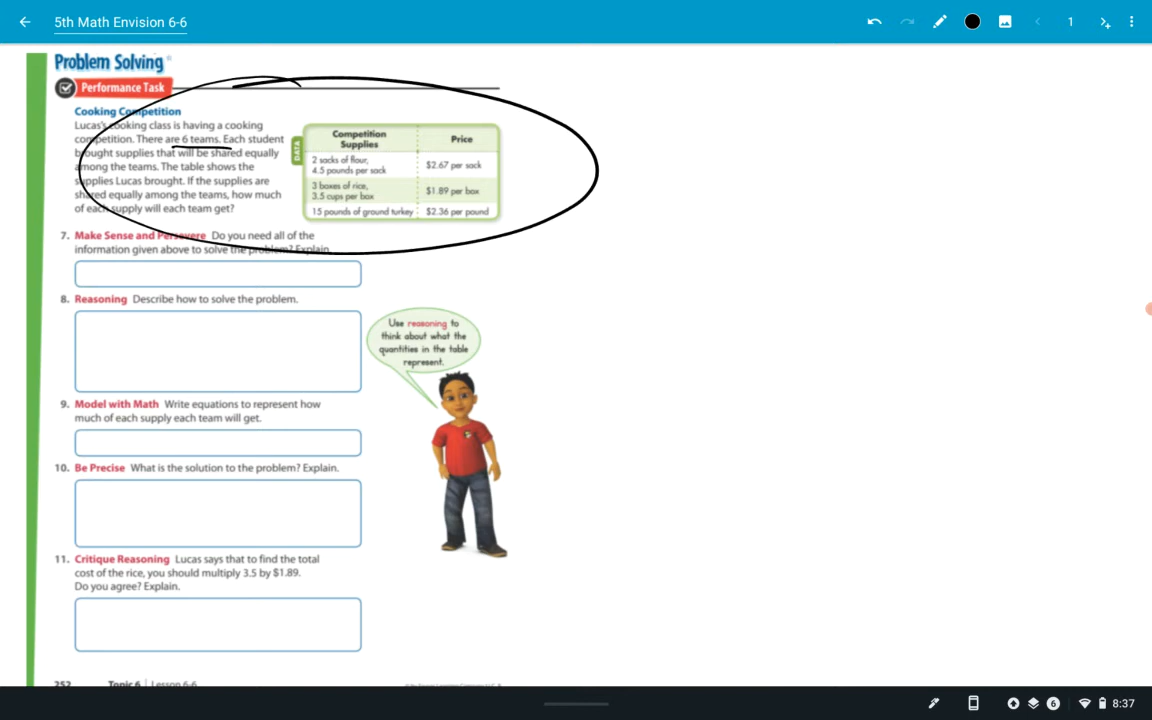 5th Math Envision 6-6
1
Problem Solving
Performance Task
Cooking Competition
Lucas's cooking class is having a cooking
competition. There are 6 teams. Each student
brought supplies that will be shared equally
among the teams. The table shows the
supplies Lucas brought. If the supplies are
shared equally among the teams, how much
of each supply will each team get?
DATA
Competition Supplies Price
2 sacks of flour,
4.5 pounds per sack $2.67 per sack
3 boxes of rice,
3.5 cups per box $1.89 per box
15 pounds of ground turkey $2.36 per pound
7. Make Sense and Persevere Do you need all of the
information given above to solve the problem? Explain.
8. Reasoning Describe how to solve the problem.
Use reasoning to
think about what the
quantities in the table
represent.
9. Model with Math Write equations to represent how
much of each supply each team will get.
10. Be Precise What is the solution to the problem? Explain.
11. Critique Reasoning Lucas says that to find the total
cost of the rice, you should multiply 3.5 by $1.89.
Do you agree? Explain.
252 Topic 6 Lesson 6-6
6 8:37